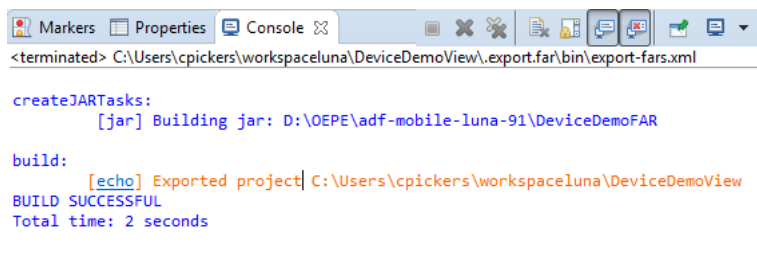 Markers Properties Console
<terminated> C:\Users\cpickers\workspaceluna\DeviceDemoView\.export.far\bin\export-fars.xml
createJARTasks:
[jar] Building jar: D:\OEPE\adf-mobile-luna-91\DeviceDemoFAR
build:
[echo] Exported project C:\Users\cpickers\workspaceluna\DeviceDemoView
BUILD SUCCESSFUL
Total time: 2 seconds